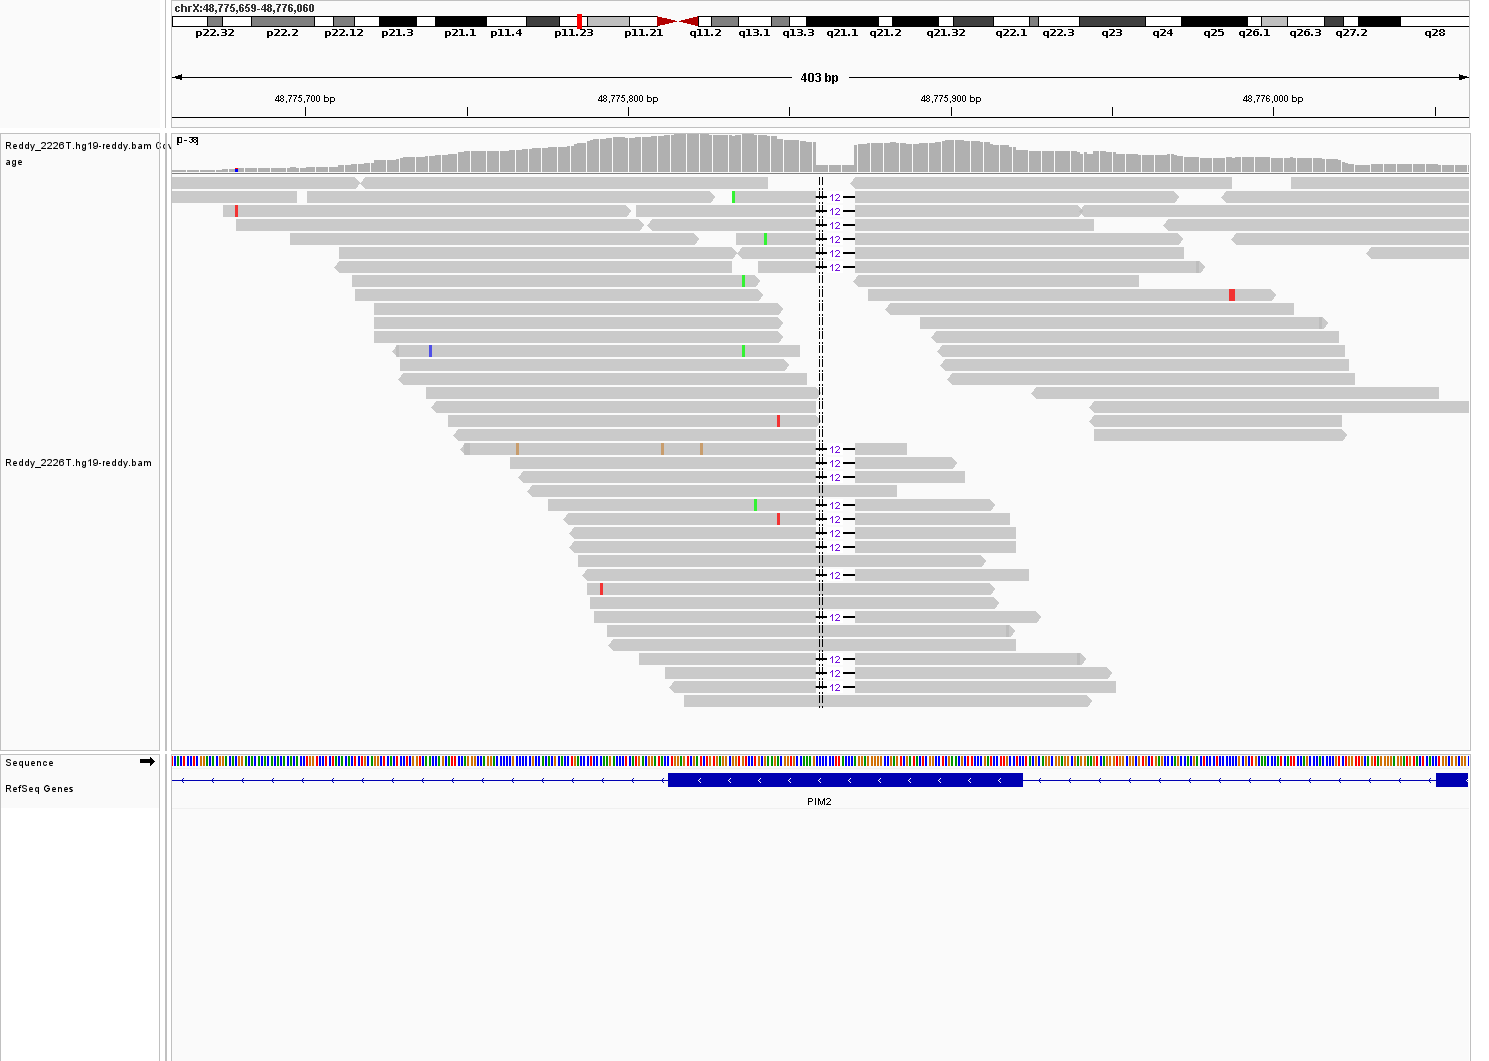 chrX:48,775,659-48,776,060
p22.32 p22.2 p22.12 p21.3 p21.1 p11.4 p11.23 p11.21 q11.2 q13.1 q13.3 q21.1 q21.2 q21.32 q22.1 q22.3 q23 q24 q25 q26.1 q26.3 q27.2 q28
403 bp
48,775,700 bp 48,775,800 bp 48,775,900 bp 48,776,000 bp
[0-38]
Reddy_2226T.hg19-reddy.bam Cov
age
12
12
12
12
12
12
Reddy_2226T.hg19-reddy.bam
12
12
12
12
12
12
12
12
12
12
12
12
Sequence
RefSeq Genes
PIM2